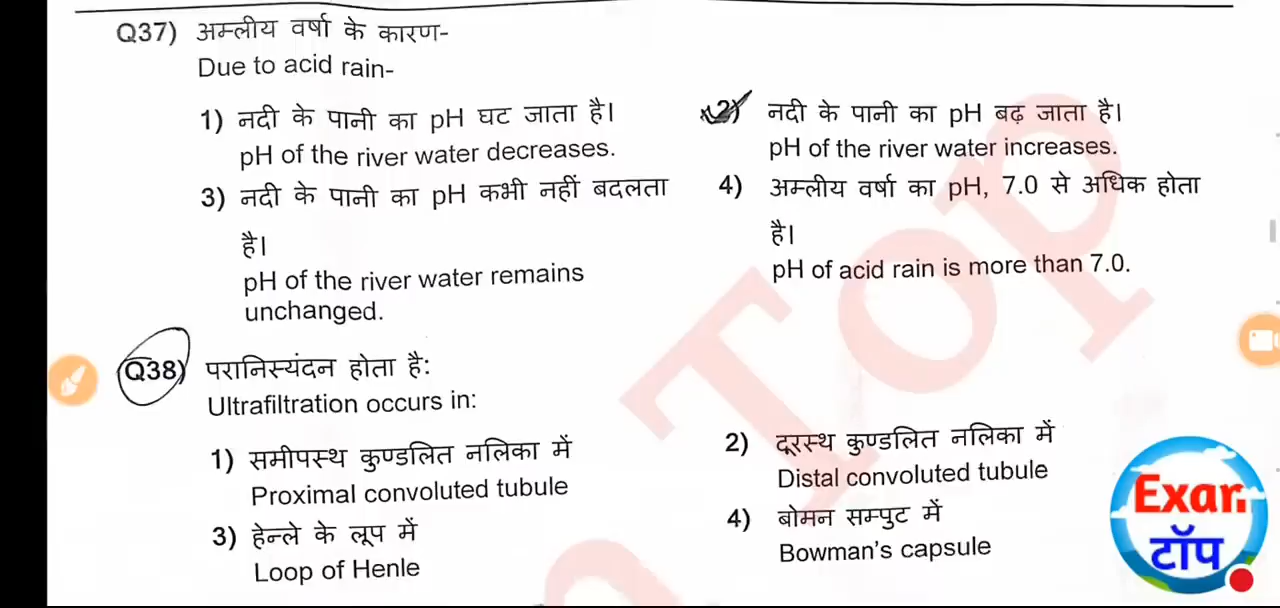 Q37) अम्लीय वर्षा के कारण-
Due to acid rain-
1) नदी के पानी का pH घट जाता है।
pH of the river water decreases.
2) नदी के पानी का pH बढ़ जाता है।
pH of the river water increases.
3) नदी के पानी का pH कभी नहीं बदलता
है।
pH of the river water remains
unchanged.
4) अम्लीय वर्षा का pH, 7.0 से अधिक होता
है।
pH of acid rain is more than 7.0.
Q38) परानिस्यंदन होता है:
Ultrafiltration occurs in:
1) समीपस्थ कुण्डलित नलिका में
Proximal convoluted tubule
2) दूरस्थ कुण्डलित नलिका में
Distal convoluted tubule
3) हेन्ले के लूप में
Loop of Henle
4) बोमन सम्पुट में
Bowman's capsule
Top
Exam
टॉप